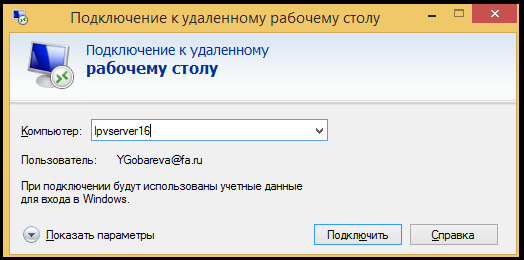 Подключение к удаленному рабочему столу
Подключение к удаленному
рабочему столу
Компьютер: lpvserver16
Пользователь: YGobareva@fa.ru
При подключении будут использованы учетные данные
для входа в Windows.
Показать параметры Подключить Справка